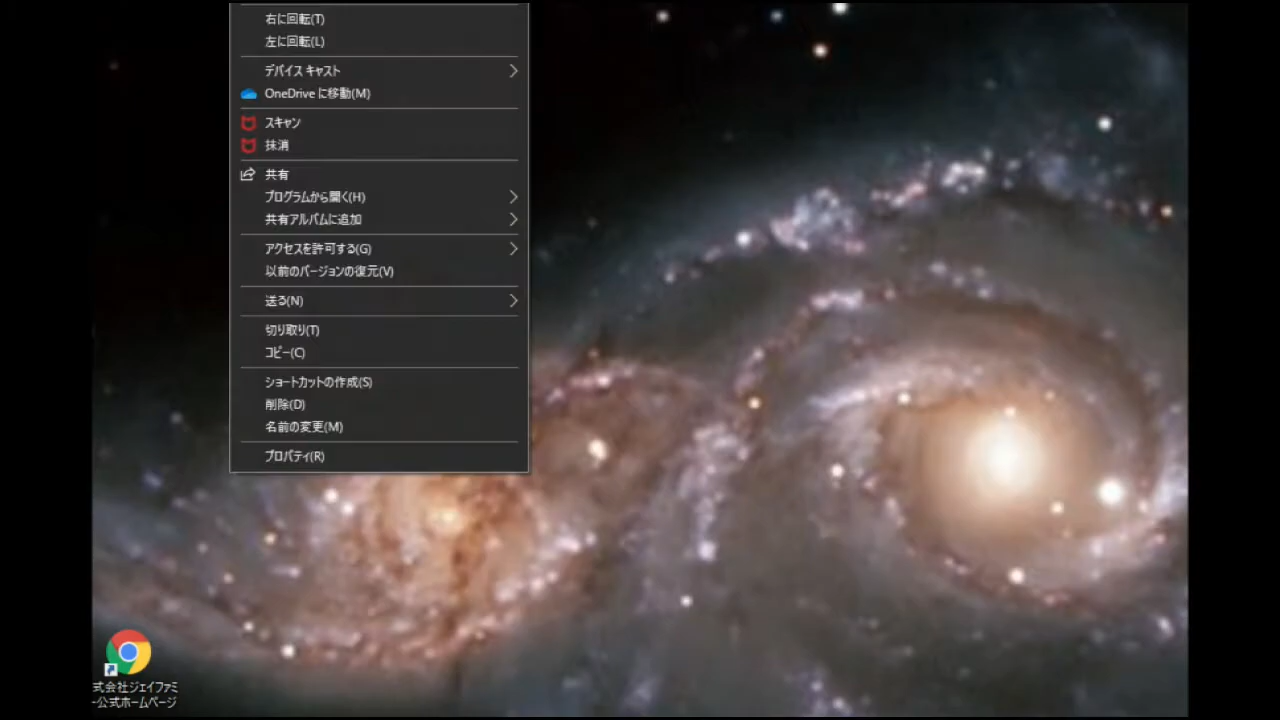 右に回転(T)
左に回転(L)
デバイス キャスト
OneDrive に移動(M)
スキャン
抹消
共有
プログラムから開く(H)
共有アルバムに追加
アクセスを許可する(G)
以前のバージョンの復元(V)
送る(N)
切り取り(T)
コピー(C)
ショートカットの作成(S)
削除(D)
名前の変更(M)
プロパティ(R)
式会社ジェイファミ
ー公式ホームページ